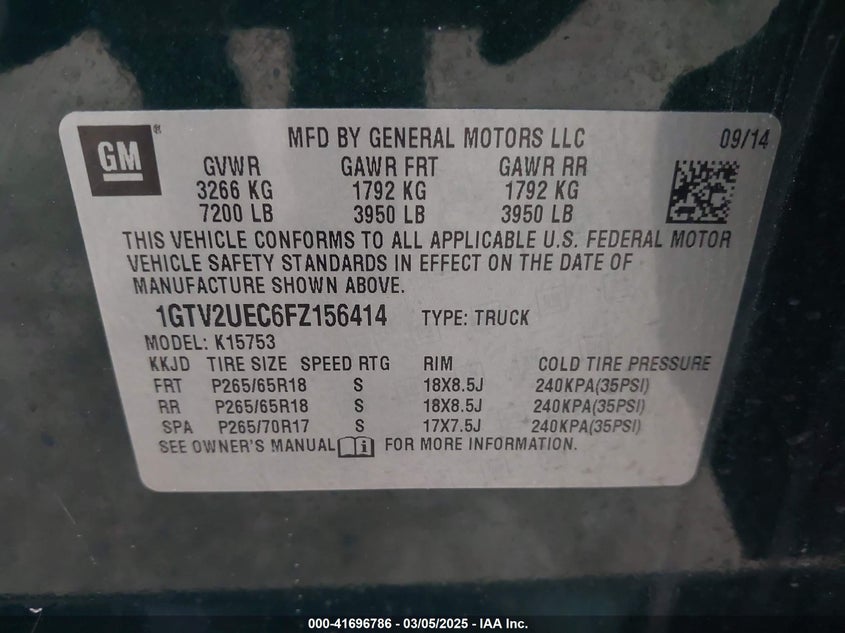 GM ®
MFD BY GENERAL MOTORS LLC 09/14
GVWR GAWR FRT GAWR RR
3266 KG 1792 KG 1792 KG
7200 LB 3950 LB 3950 LB
THIS VEHICLE CONFORMS TO ALL APPLICABLE U.S. FEDERAL MOTOR
VEHICLE SAFETY STANDARDS IN EFFECT ON THE DATE OF
MANUFACTURE SHOWN ABOVE.
1GTV2UEC6FZ156414 TYPE: TRUCK
MODEL: K15753
KKJD TIRE SIZE SPEED RTG RIM COLD TIRE PRESSURE
FRT P265/65R18 S 18X8.5J 240KPA(35PSI)
RR P265/65R18 S 18X8.5J 240KPA(35PSI)
SPA P265/70R17 S 17X7.5J 240KPA(35PSI)
SEE OWNER'S MANUAL FOR MORE INFORMATION.
000-41696786 - 03/05/2025 - IAA Inc.